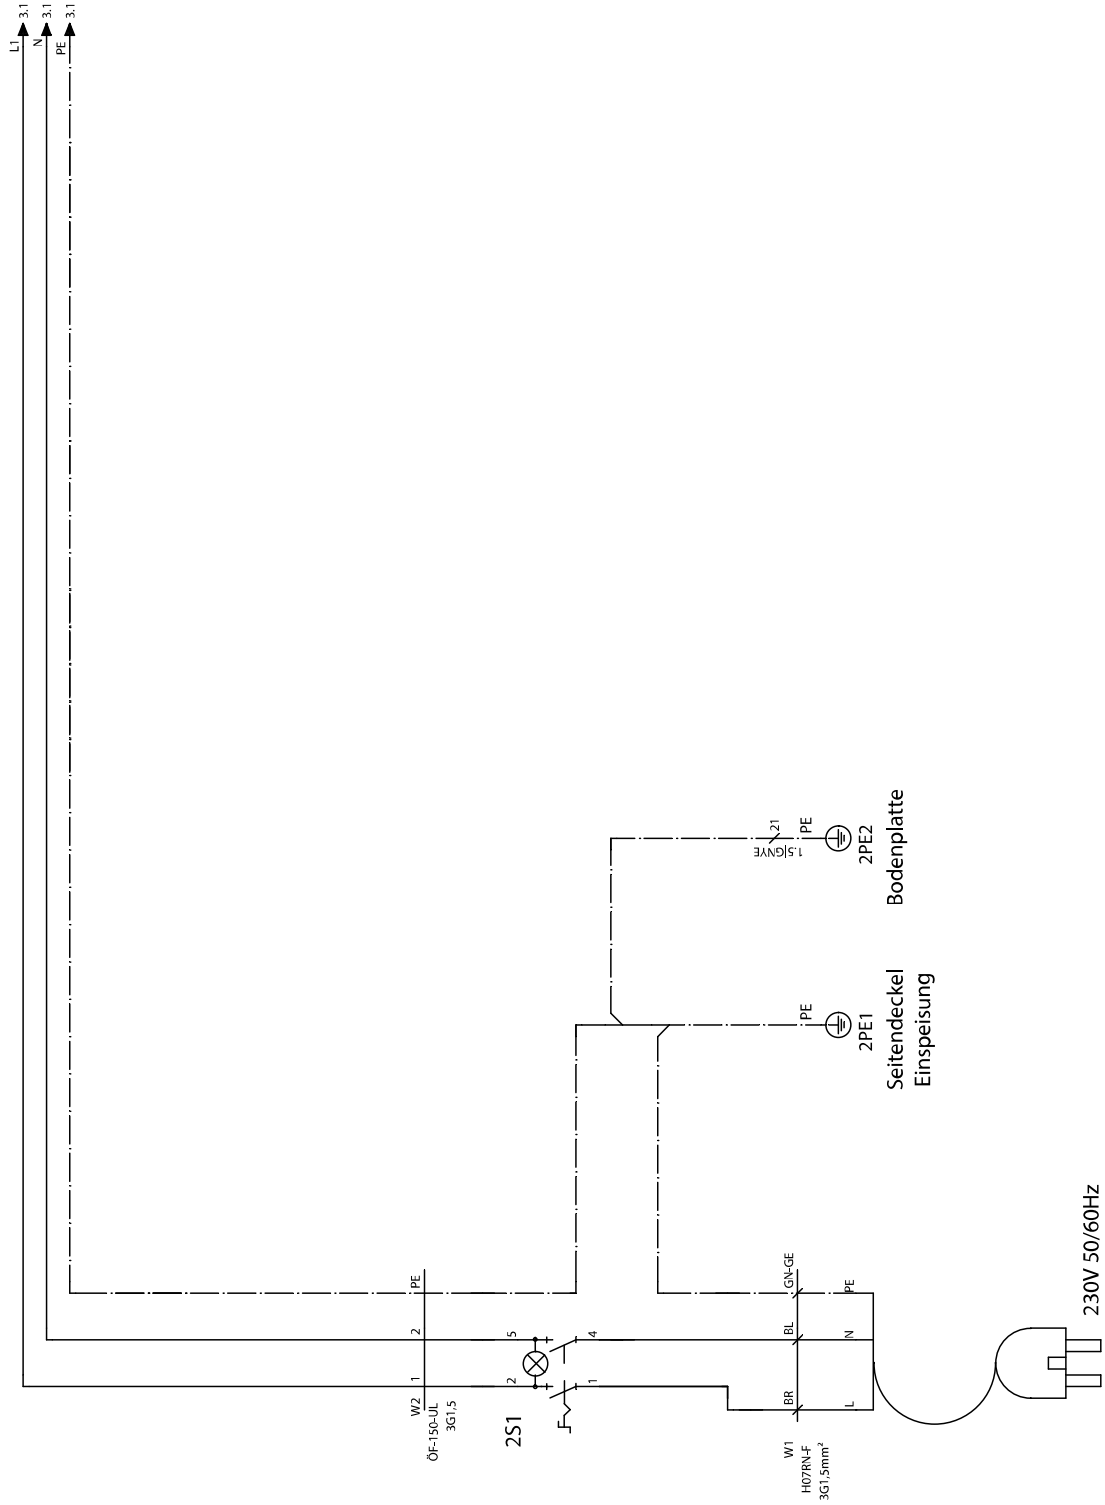 L1
3.1
N
3.1
PE
3.1
W2
ÖF-150-UL
3G1,5
1
2
PE
2S1
2
5
1
4
W1
H07RN-F
3G1,5mm²
BR
BL
GN-GE
L
N
PE
230V 50/60Hz
PE
2PE1
Seitendeckel
Einspeisung
21
1.5|GNYE
PE
2PE2
Bodenplatte